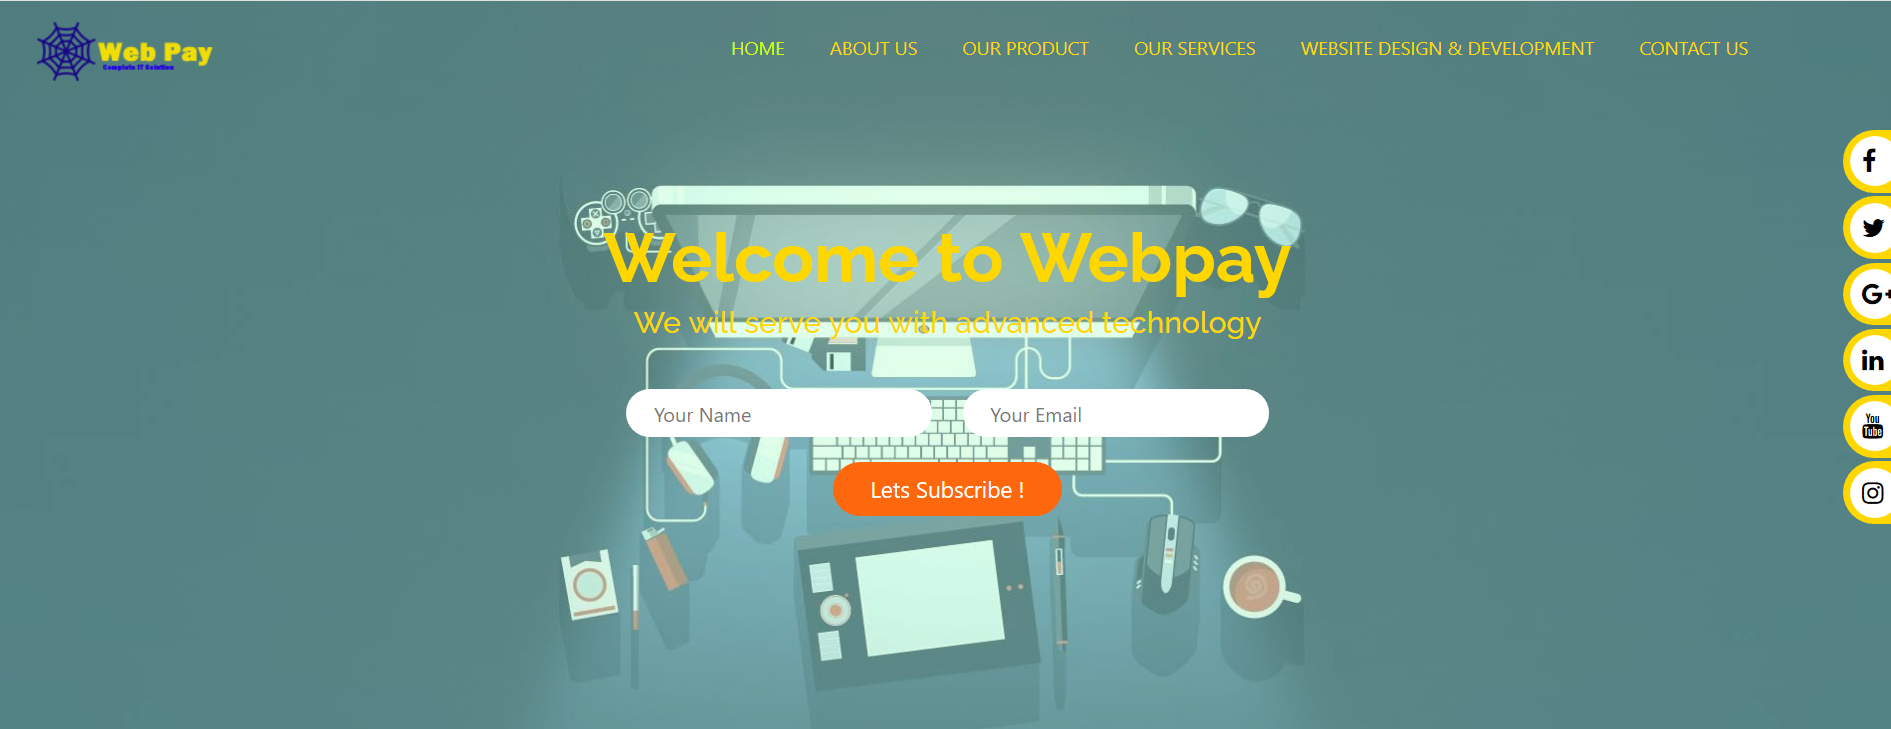 Web Pay
Complete IT Solution
HOME ABOUT US OUR PRODUCT OUR SERVICES WEBSITE DESIGN & DEVELOPMENT CONTACT US
Welcome to Webpay
We will serve you with advanced technology
Your Name Your Email
Lets Subscribe !
f
G+
in
You
Tube